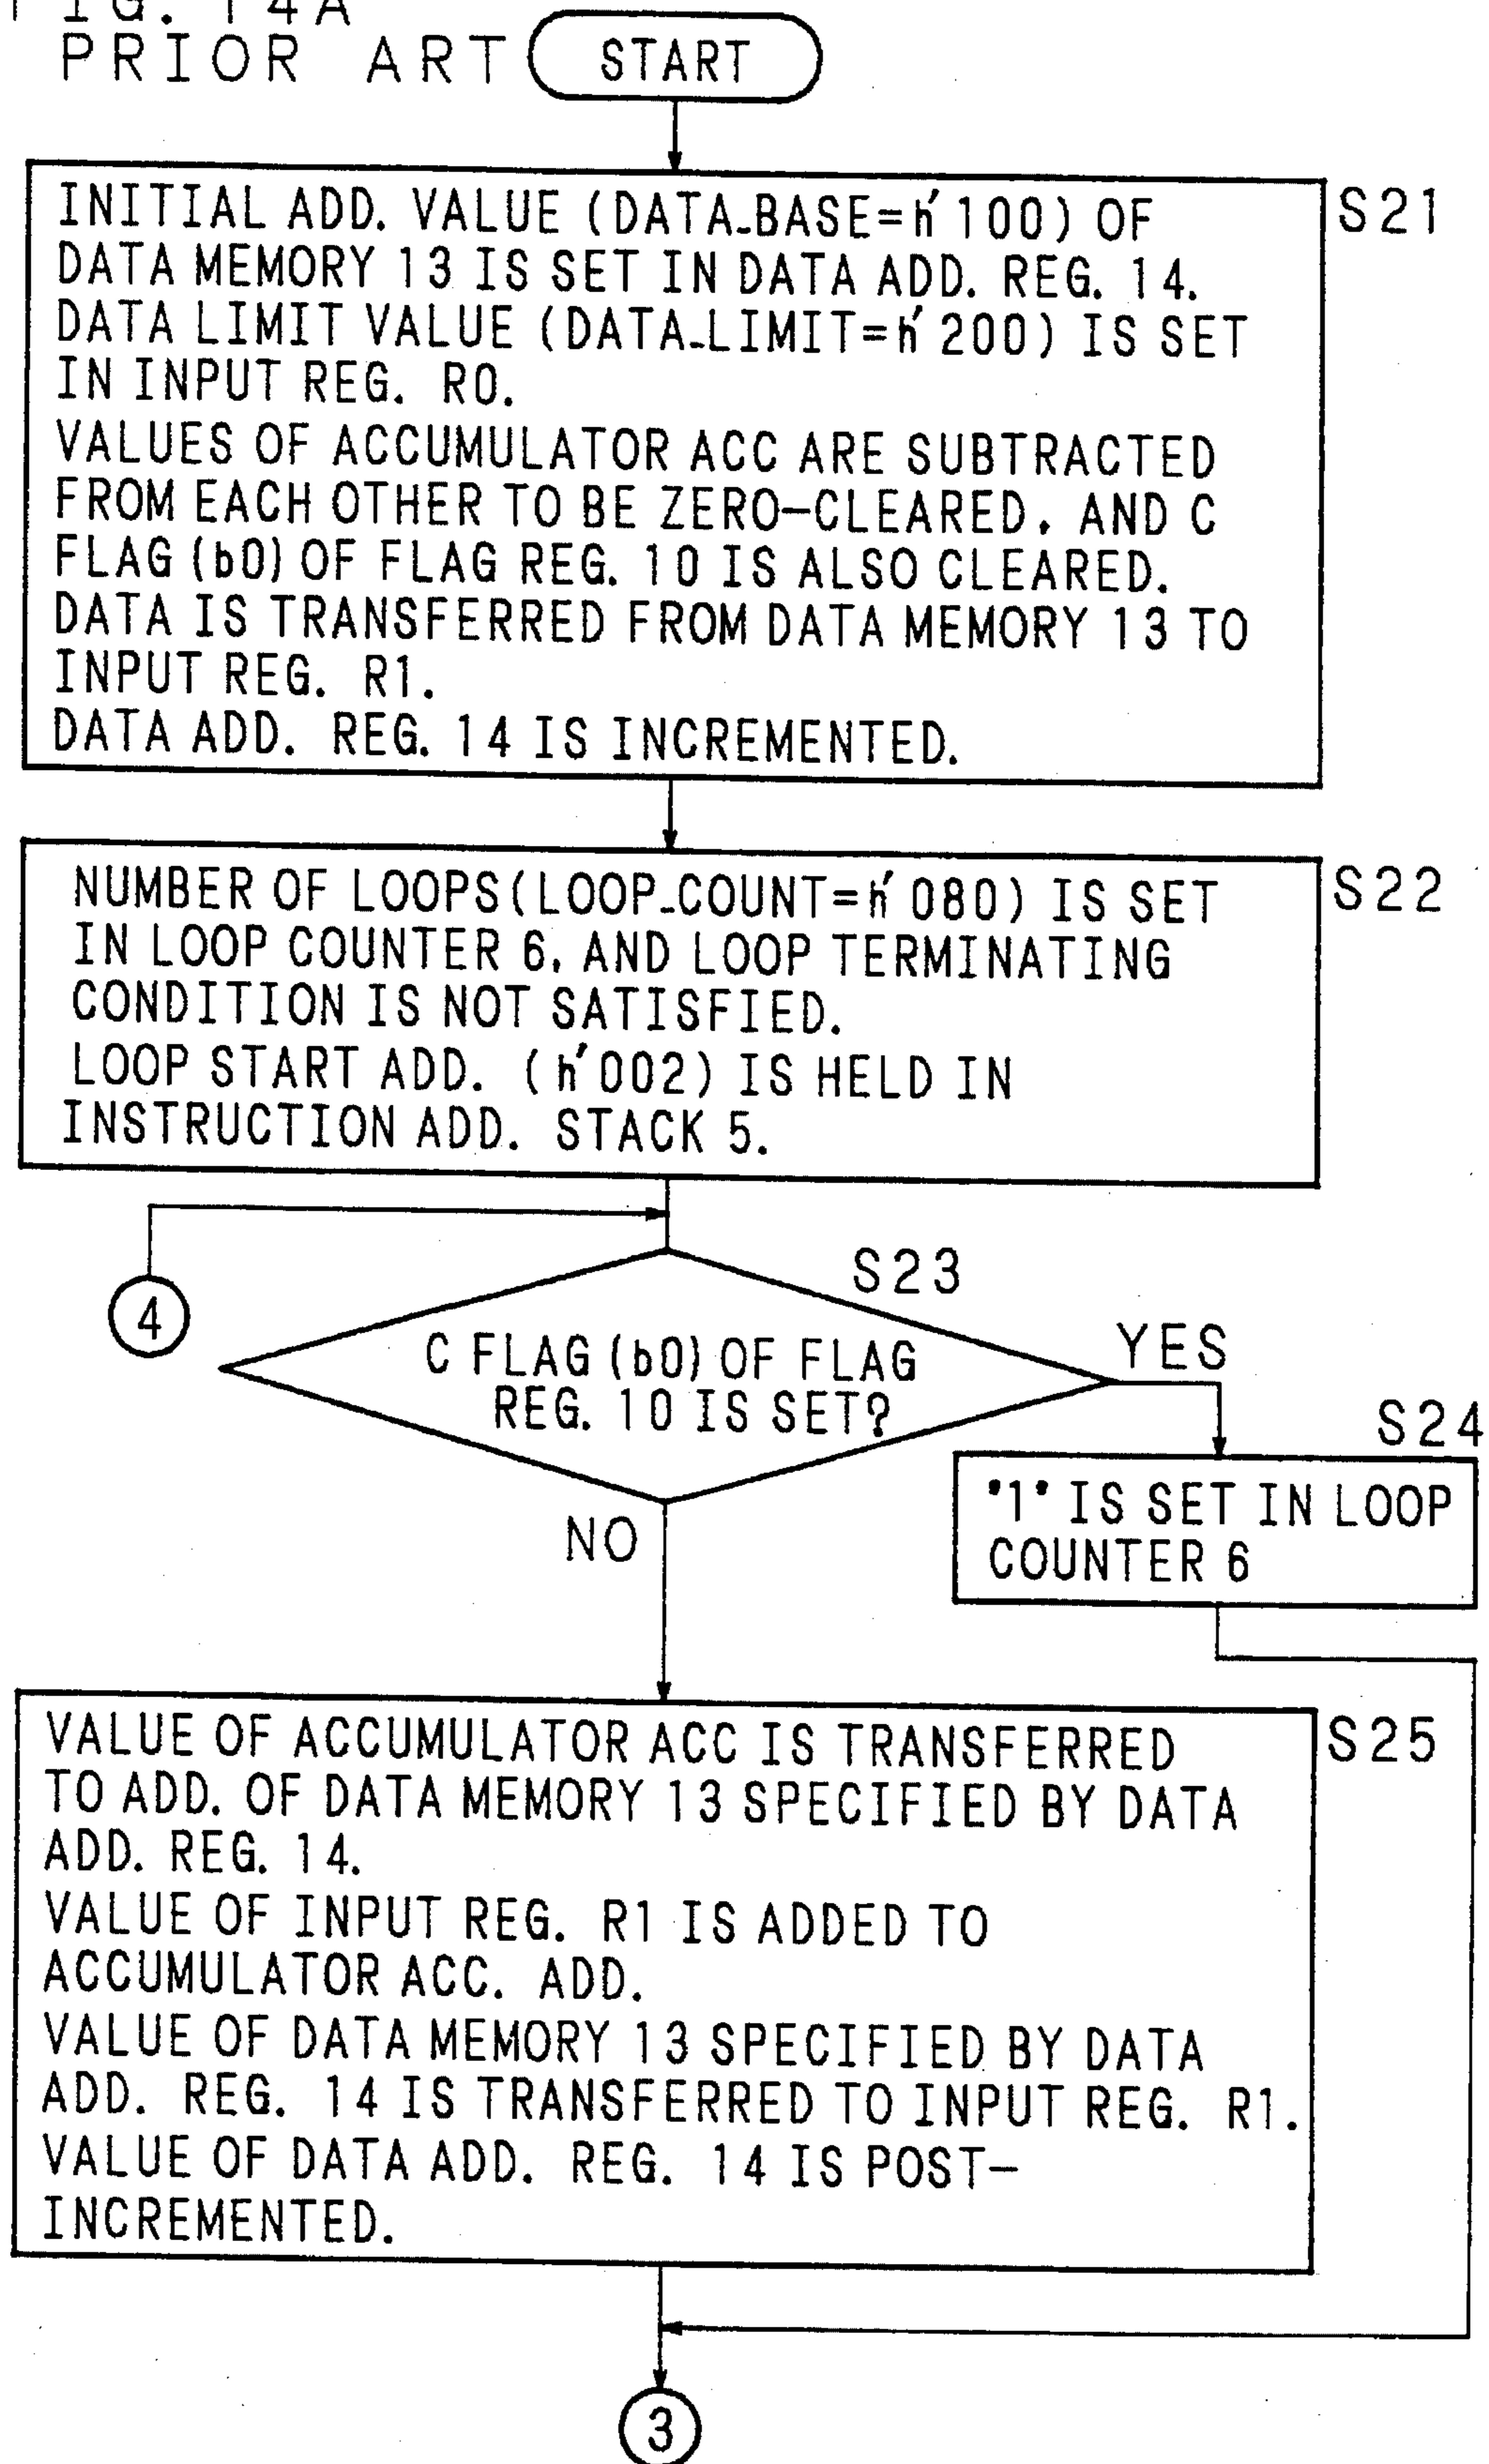 FIG. 14A
PRIOR ART
START
INITIAL ADD. VALUE (DATA_BASE=h'100) OF
DATA MEMORY 13 IS SET IN DATA ADD. REG. 14.
DATA LIMIT VALUE (DATA_LIMIT=h'200) IS SET
IN INPUT REG. R0.
VALUES OF ACCUMULATOR ACC ARE SUBTRACTED
FROM EACH OTHER TO BE ZERO-CLEARED, AND C
FLAG (b0) OF FLAG REG. 10 IS ALSO CLEARED.
DATA IS TRANSFERRED FROM DATA MEMORY 13 TO
INPUT REG. R1.
DATA ADD. REG. 14 IS INCREMENTED.
S21
NUMBER OF LOOPS(LOOP_COUNT=h'080) IS SET
IN LOOP COUNTER 6, AND LOOP TERMINATING
CONDITION IS NOT SATISFIED.
LOOP START ADD. (h'002) IS HELD IN
INSTRUCTION ADD. STACK 5.
S22
4
S23
C FLAG (b0) OF FLAG
REG. 10 IS SET?
YES
NO
S24
"1" IS SET IN LOOP
COUNTER 6
VALUE OF ACCUMULATOR ACC IS TRANSFERRED
TO ADD. OF DATA MEMORY 13 SPECIFIED BY DATA
ADD. REG. 14.
VALUE OF INPUT REG. R1 IS ADDED TO
ACCUMULATOR ACC. ADD.
VALUE OF DATA MEMORY 13 SPECIFIED BY DATA
ADD. REG. 14 IS TRANSFERRED TO INPUT REG. R1.
VALUE OF DATA ADD. REG. 14 IS POST-
INCREMENTED.
S25
3